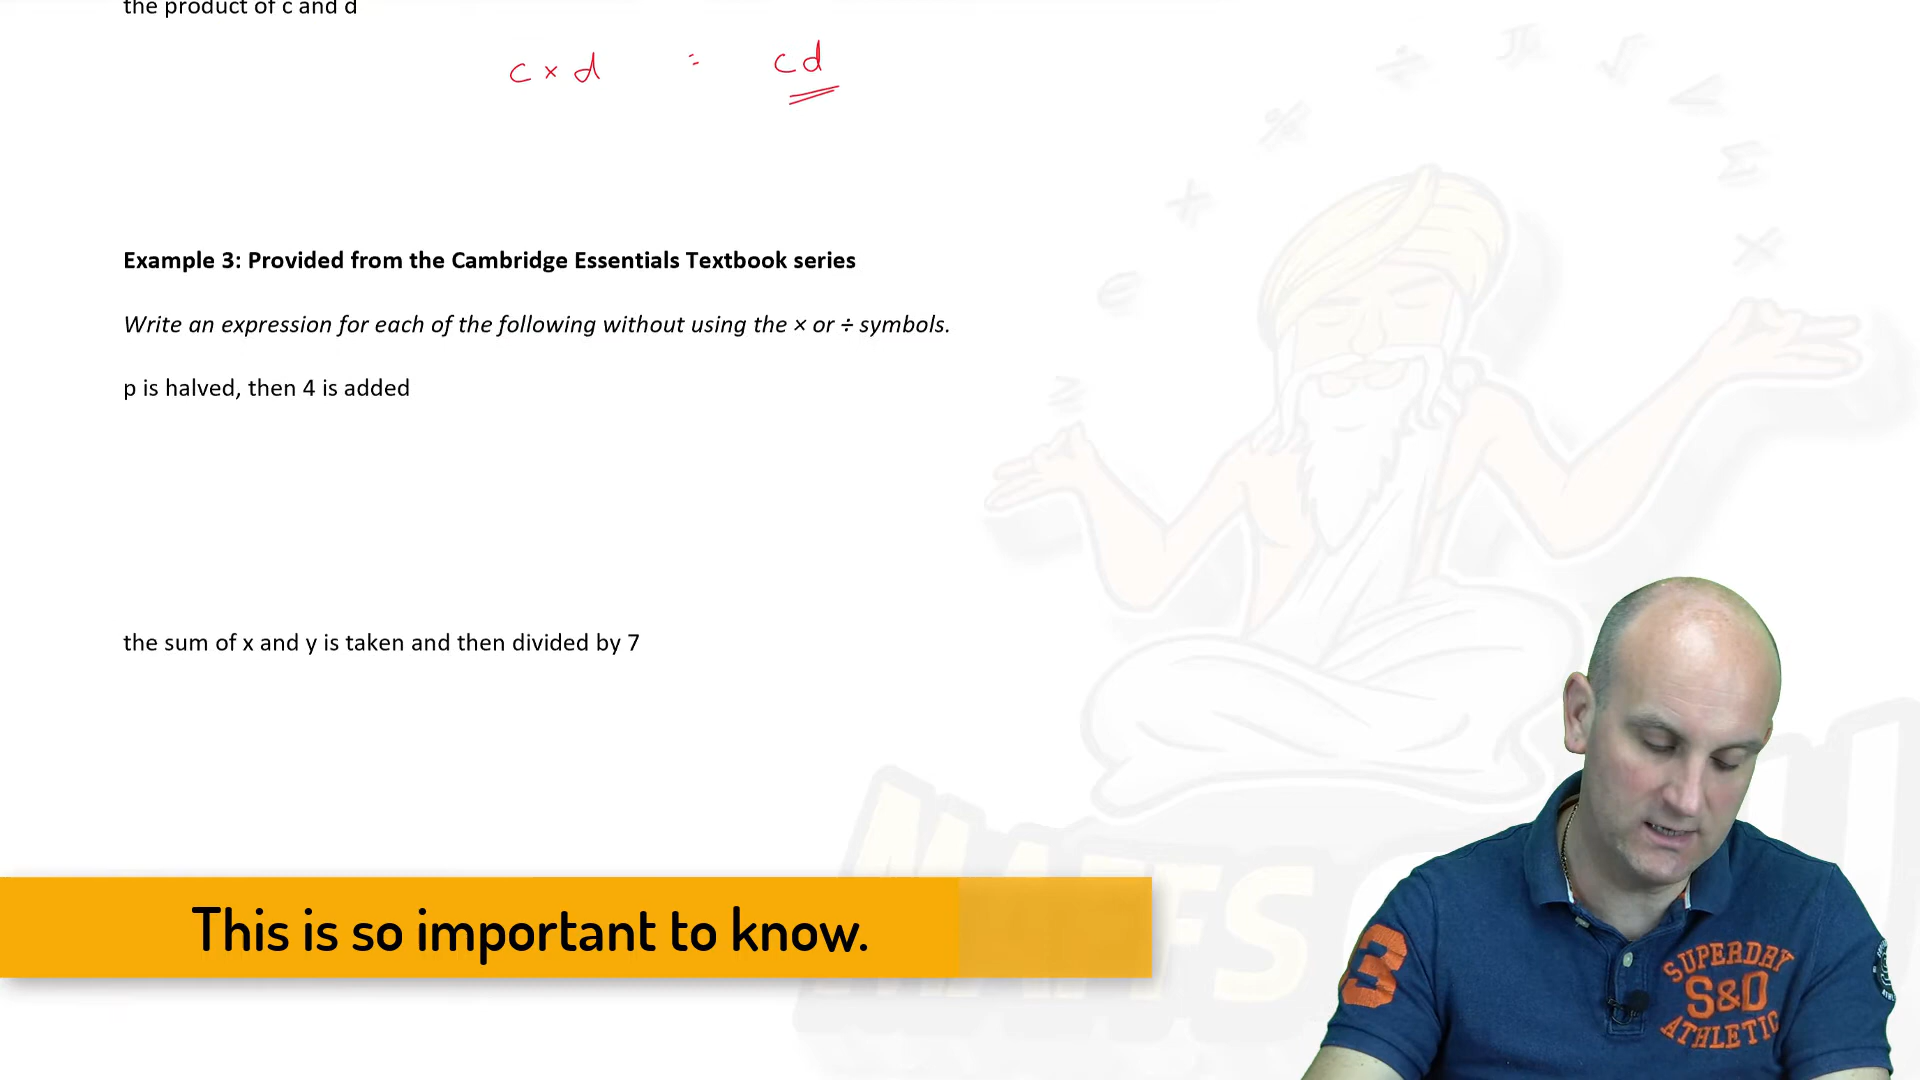 the product of c and d
c × d = cd
Example 3: Provided from the Cambridge Essentials Textbook series
Write an expression for each of the following without using the × or ÷ symbols.
p is halved, then 4 is added
the sum of x and y is taken and then divided by 7
This is so important to know.
MAFFS
3
SUPERDRY
S&D
ATHLETIC